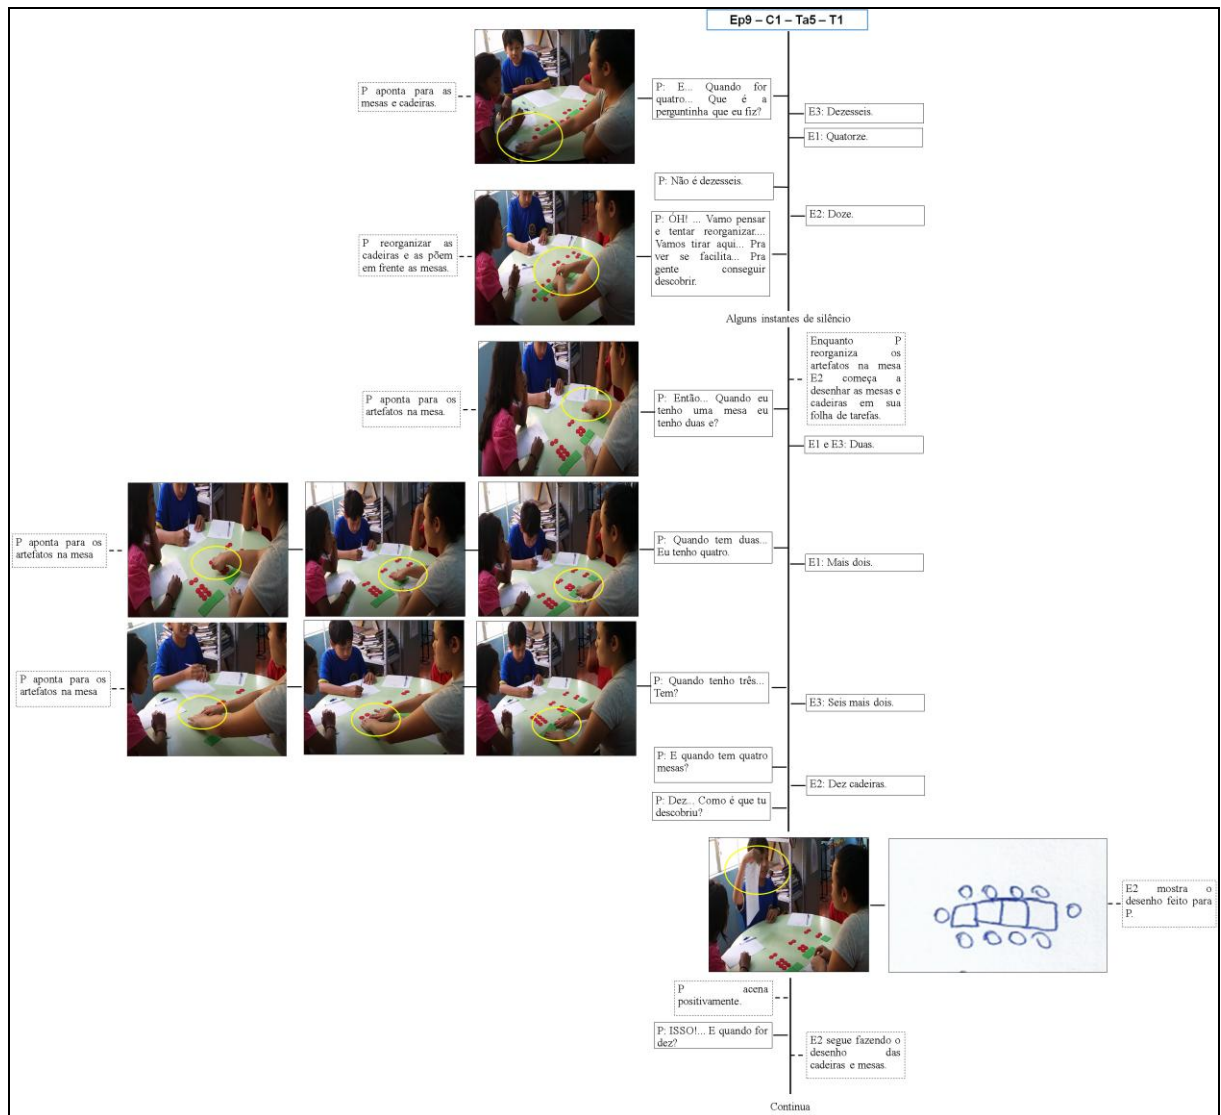 Ep9 – C1 – Ta5 – T1
P aponta para as
mesas e cadeiras.
P: E... Quando for
quatro... Que é a
perguntinha que eu fiz?
E3: Dezesseis.
E1: Quatorze.
P: Não é dezesseis.
E2: Doze.
P reorganizar as
cadeiras e as põem
em frente as mesas.
P: ÓH! ... Vamo pensar
e tentar reorganizar....
Vamos tirar aqui... Pra
ver se facilita... Pra
gente conseguir
descobrir.
Alguns instantes de silêncio
Enquanto P
reorganiza os
artefatos na mesa
E2 começa a
desenhar as mesas e
cadeiras em sua
folha de tarefas.
P aponta para os
artefatos na mesa.
P: Então... Quando eu
tenho uma mesa eu
tenho duas e?
E1 e E3: Duas.
P aponta para os
artefatos na mesa
P: Quando tem duas...
Eu tenho quatro.
E1: Mais dois.
P aponta para os
artefatos na mesa
P: Quando tenho três...
Tem?
E3: Seis mais dois.
P: E quando tem quatro
mesas?
E2: Dez cadeiras.
P: Dez... Como é que tu
descobriu?
E2 mostra o
desenho feito para
P.
P acena
positivamente.
P: ISSO!... E quando for
dez?
E2 segue fazendo o
desenho das
cadeiras e mesas.
Continua